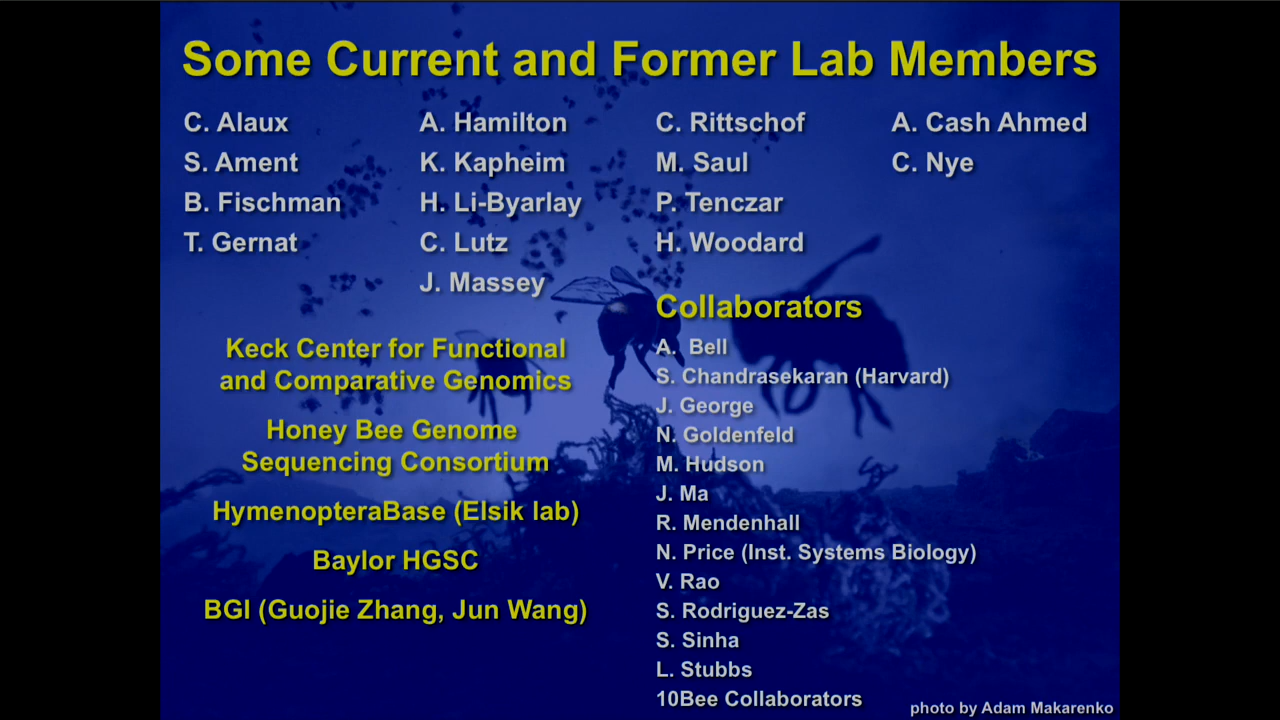 Some Current and Former Lab Members
C. Alaux
S. Ament
B. Fischman
T. Gernat
A. Hamilton
K. Kapheim
H. Li-Byarlay
C. Lutz
J. Massey
C. Rittschof
M. Saul
P. Tenczar
H. Woodard
A. Cash Ahmed
C. Nye
Keck Center for Functional
and Comparative Genomics
Honey Bee Genome
Sequencing Consortium
HymenopteraBase (Elsik lab)
Baylor HGSC
BGI (Guojie Zhang, Jun Wang)
Collaborators
A. Bell
S. Chandrasekaran (Harvard)
J. George
N. Goldenfeld
M. Hudson
J. Ma
R. Mendenhall
N. Price (Inst. Systems Biology)
V. Rao
S. Rodriguez-Zas
S. Sinha
L. Stubbs
10Bee Collaborators
photo by Adam Makarenko